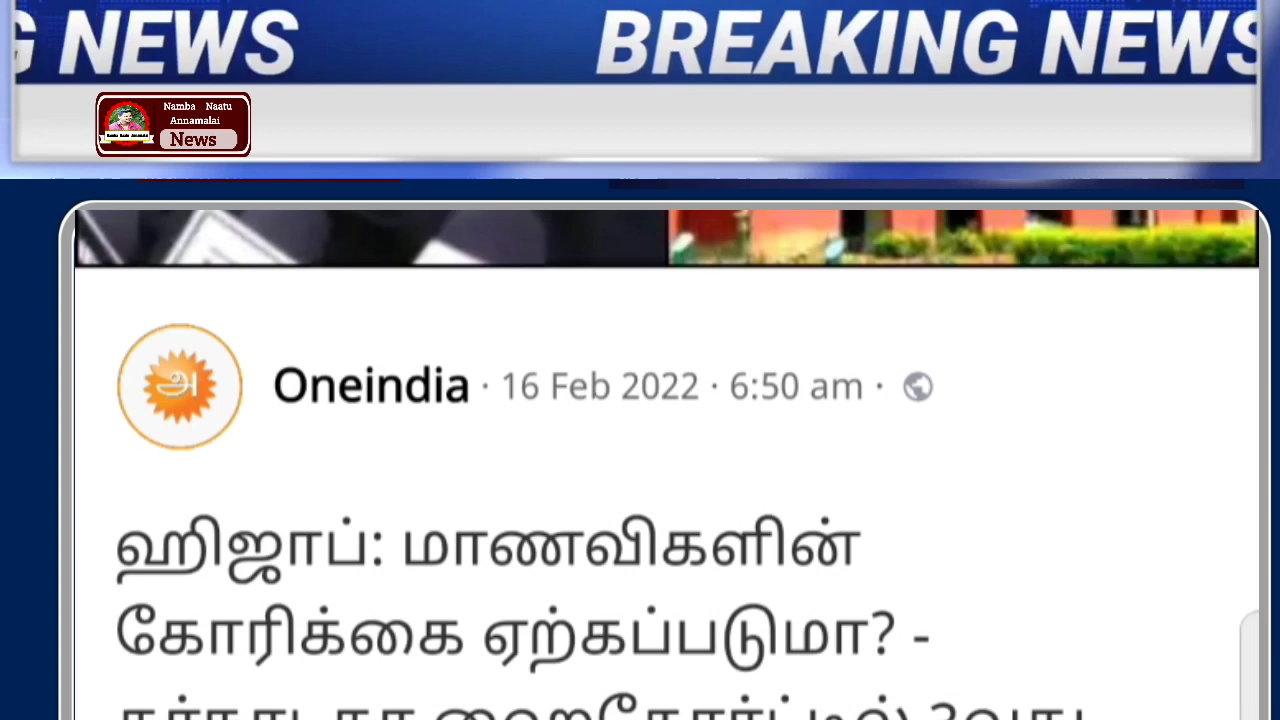 G NEWS BREAKING NEWS
Namba Naatu
Annamalai
News
Oneindia · 16 Feb 2022 · 6:50 am ·
ஹிஜாப்: மாணவிகளின்
கோரிக்கை ஏற்கப்படுமா? -